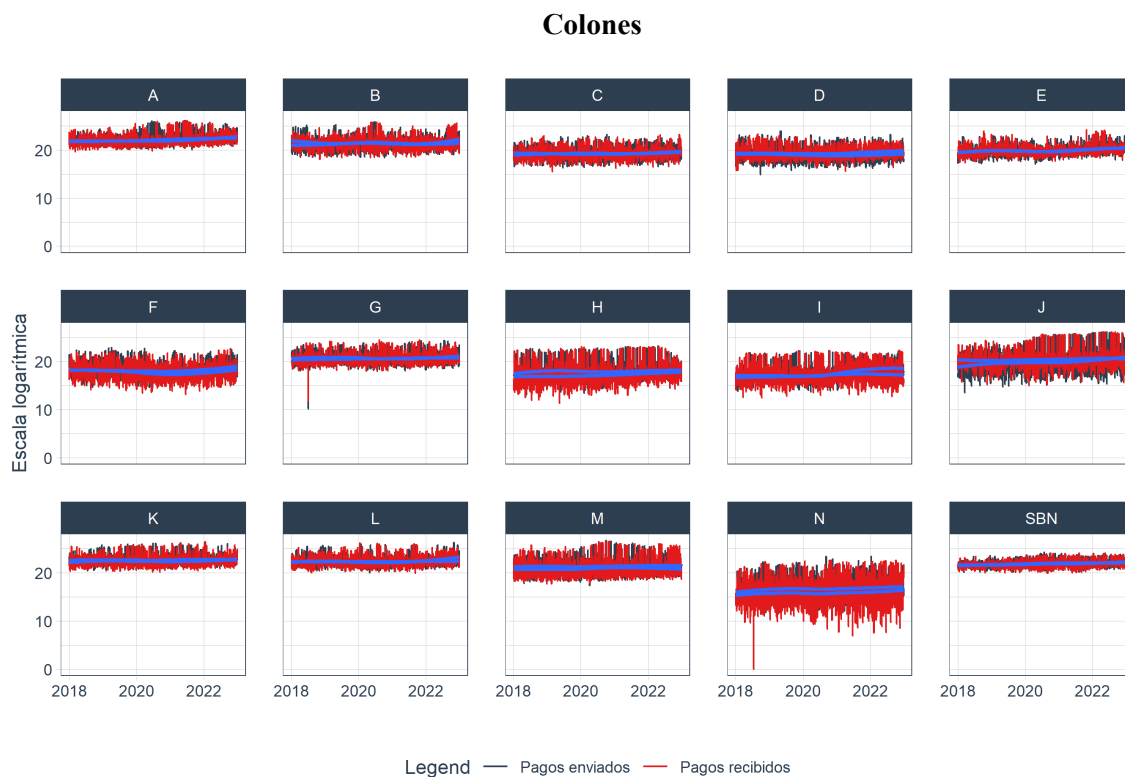 Colones
A B C D E
20
10
0
F G H I J
20
10
0
Escala logarítmica
K L M N SBN
20
10
0
2018 2020 2022 2018 2020 2022 2018 2020 2022 2018 2020 2022 2018 2020 2022
Legend Pagos enviados Pagos recibidos